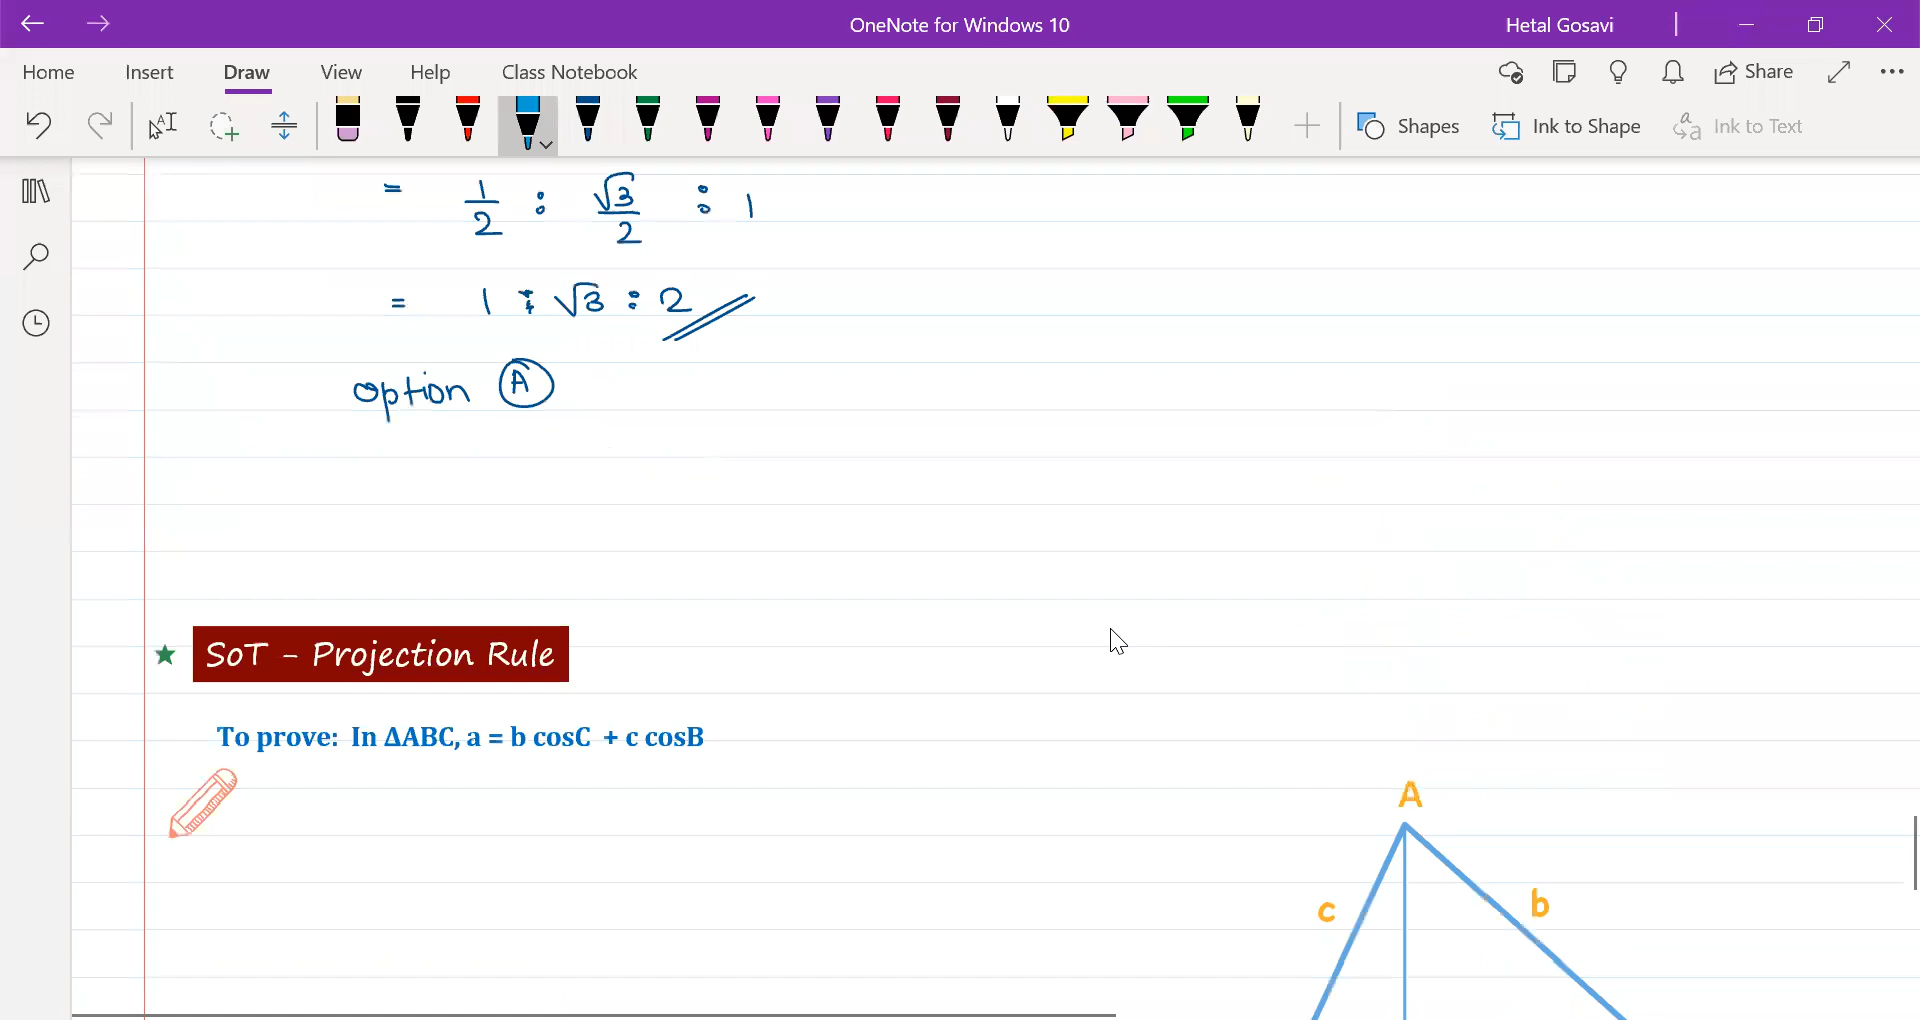 OneNote for Windows 10
Hetal Gosavi
Home Insert Draw View Help Class Notebook Share
Shapes Ink to Shape Ink to Text
= 1/2 : √3/2 : 1
= 1 : √3 : 2
option A
SoT - Projection Rule
To prove: In ΔABC, a = b cosC + c cosB
A
c b